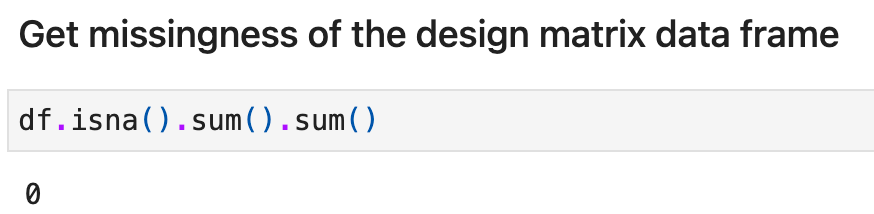 Get missingness of the design matrix data frame
df.isna().sum().sum()
0